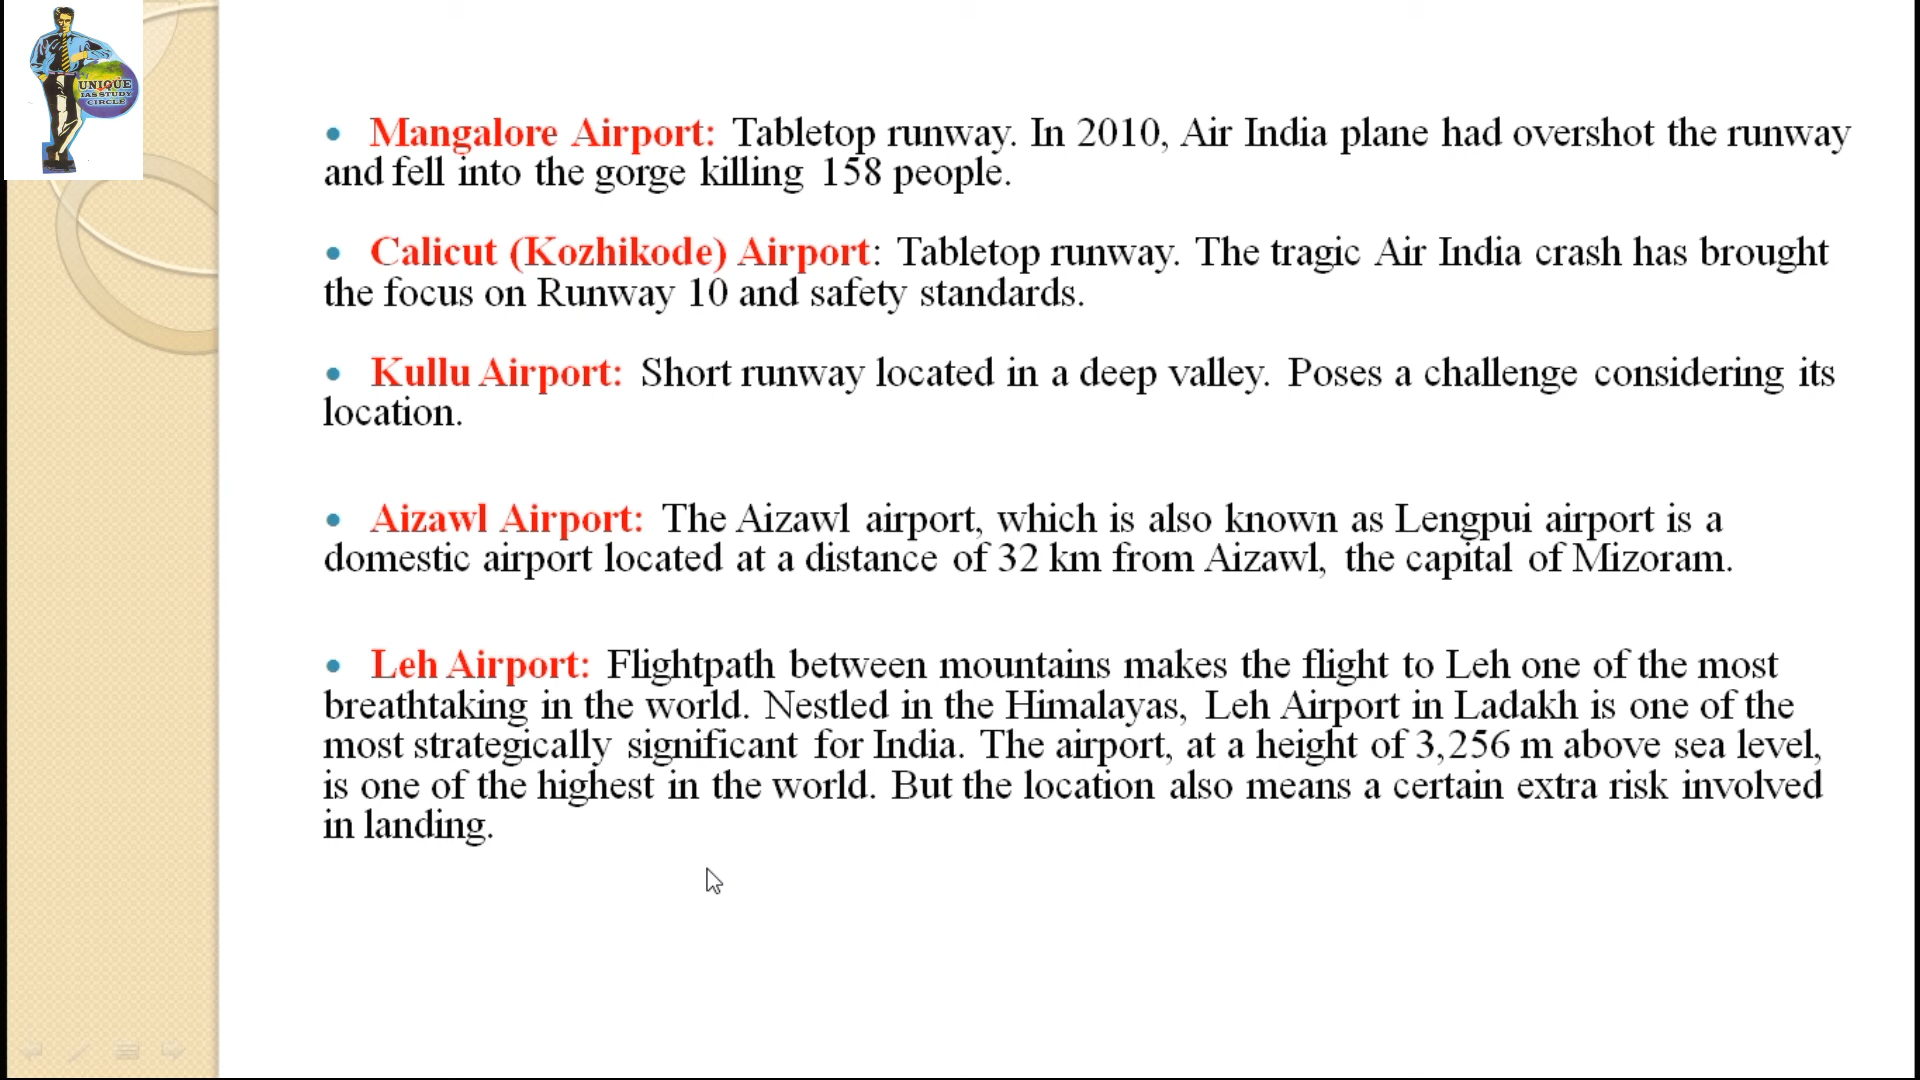 UNIQUE
IAS STUDY
CIRCLE
• Mangalore Airport: Tabletop runway. In 2010, Air India plane had overshot the runway
and fell into the gorge killing 158 people.
• Calicut (Kozhikode) Airport: Tabletop runway. The tragic Air India crash has brought
the focus on Runway 10 and safety standards.
• Kullu Airport: Short runway located in a deep valley. Poses a challenge considering its
location.
• Aizawl Airport: The Aizawl airport, which is also known as Lengpui airport is a
domestic airport located at a distance of 32 km from Aizawl, the capital of Mizoram.
• Leh Airport: Flightpath between mountains makes the flight to Leh one of the most
breathtaking in the world. Nestled in the Himalayas, Leh Airport in Ladakh is one of the
most strategically significant for India. The airport, at a height of 3,256 m above sea level,
is one of the highest in the world. But the location also means a certain extra risk involved
in landing.